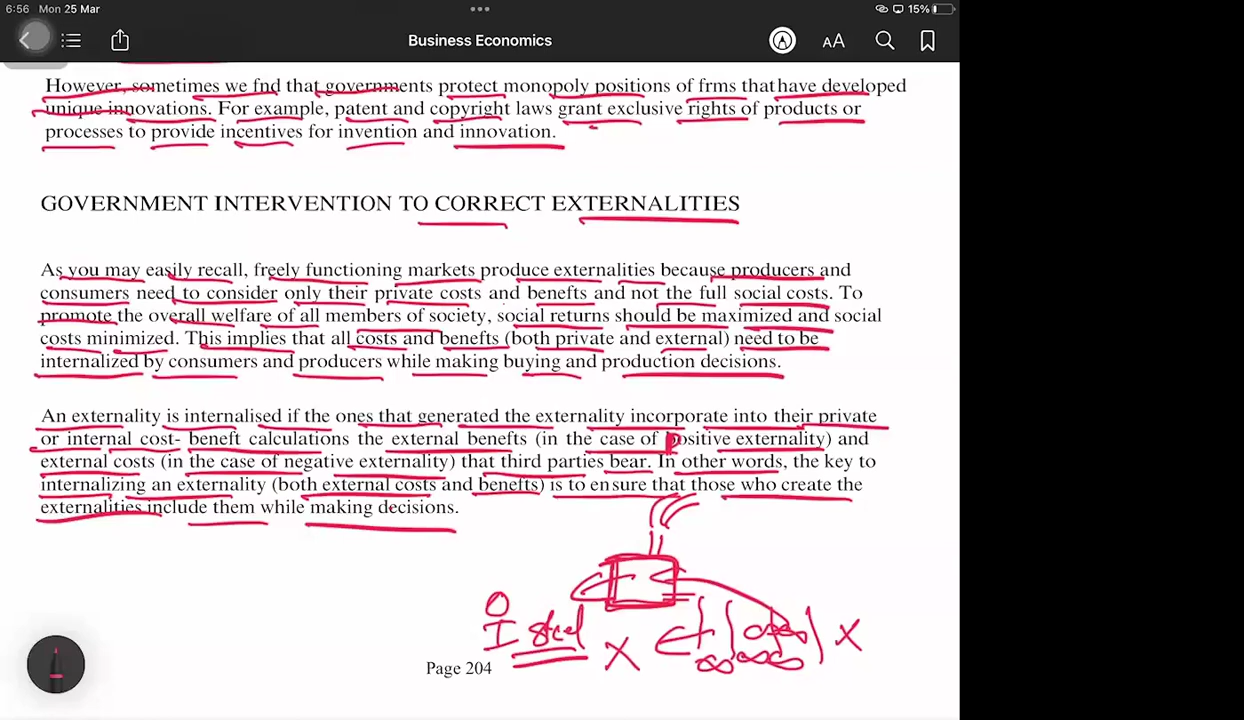 6:56 Mon 25 Mar
15%
Business Economics
AA
However, sometimes we fnd that governments protect monopoly positions of frms that have developed
unique innovations. For example, patent and copyright laws grant exclusive rights of products or
processes to provide incentives for invention and innovation.
GOVERNMENT INTERVENTION TO CORRECT EXTERNALITIES
As you may easily recall, freely functioning markets produce externalities because producers and
consumers need to consider only their private costs and benefts and not the full social costs. To
promote the overall welfare of all members of society, social returns should be maximized and social
costs minimized. This implies that all costs and benefts (both private and external) need to be
internalized by consumers and producers while making buying and production decisions.
An externality is internalised if the ones that generated the externality incorporate into their private
or internal cost- beneft calculations the external benefts (in the case of positive externality) and
external costs (in the case of negative externality) that third parties bear. In other words, the key to
internalizing an externality (both external costs and benefts) is to ensure that those who create the
externalities include them while making decisions.
steel
Page 204